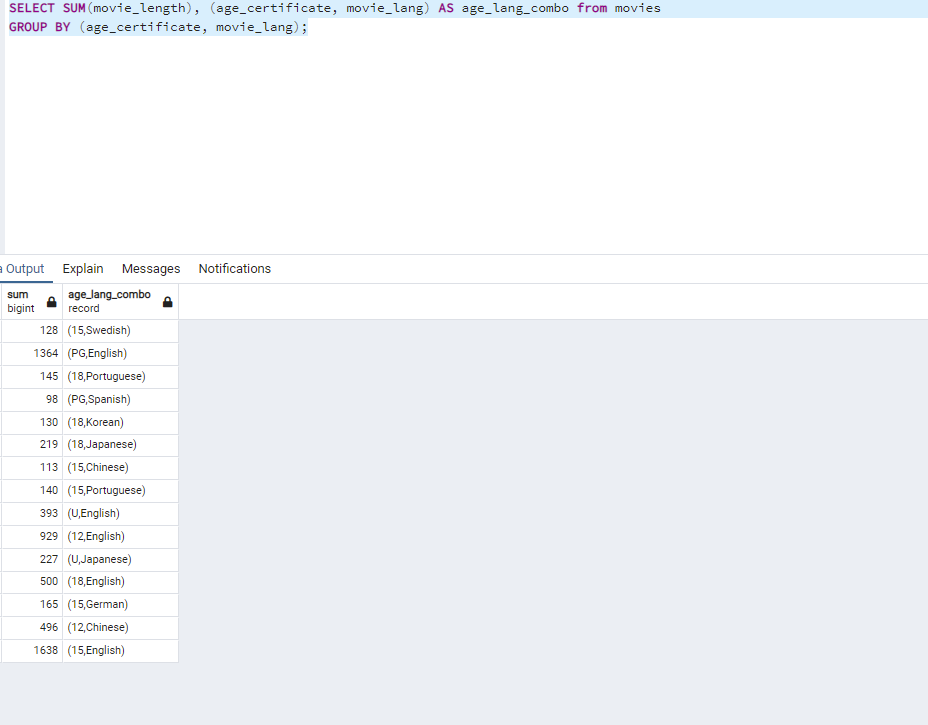 SELECT SUM(movie_length), (age_certificate, movie_lang) AS age_lang_combo from movies
GROUP BY (age_certificate, movie_lang);
a Output Explain Messages Notifications
sum age_lang_combo
bigint record
128 (15,Swedish)
1364 (PG,English)
145 (18,Portuguese)
98 (PG,Spanish)
130 (18,Korean)
219 (18,Japanese)
113 (15,Chinese)
140 (15,Portuguese)
393 (U,English)
929 (12,English)
227 (U,Japanese)
500 (18,English)
165 (15,German)
496 (12,Chinese)
1638 (15,English)